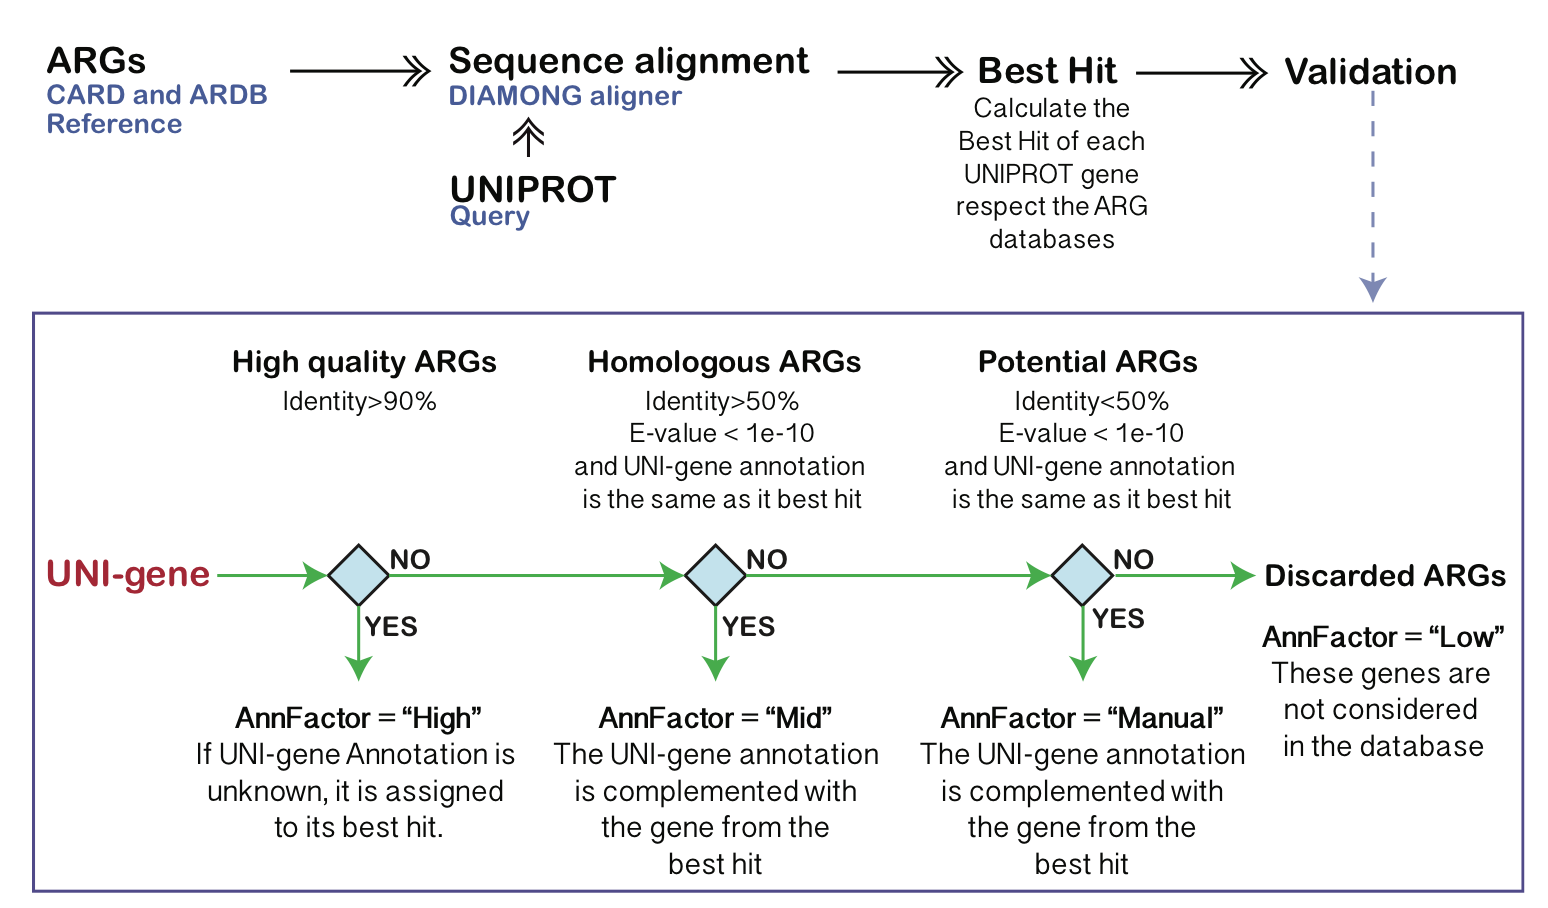 ARGs
CARD and ARDB
Reference
Sequence alignment
DIAMONG aligner
UNIPROT
Query
Best Hit
Calculate the
Best Hit of each
UNIPROT gene
respect the ARG
databases
Validation
High quality ARGs
Identity>90%
Homologous ARGs
Identity>50%
E-value < 1e-10
and UNI-gene annotation
is the same as it best hit
Potential ARGs
Identity<50%
E-value < 1e-10
and UNI-gene annotation
is the same as it best hit
UNI-gene
NO
YES
NO
YES
NO
YES
Discarded ARGs
AnnFactor = “High”
If UNI-gene Annotation is
unknown, it is assigned
to its best hit.
AnnFactor = “Mid”
The UNI-gene annotation
is complemented with
the gene from the
best hit
AnnFactor = “Manual”
The UNI-gene annotation
is complemented with
the gene from the
best hit
AnnFactor = “Low”
These genes are
not considered
in the database